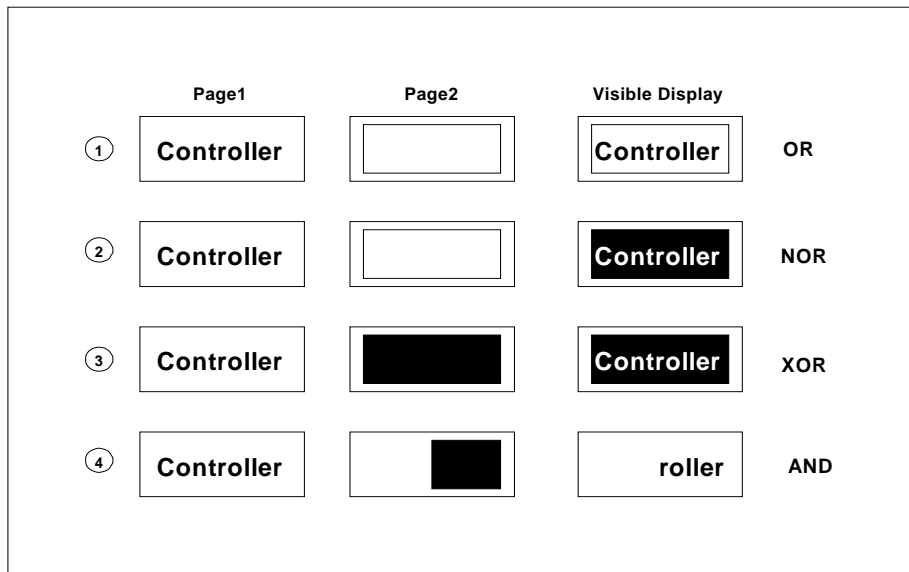 Page1 Page2 Visible Display
1 Controller Controller OR
2 Controller Controller NOR
3 Controller Controller XOR
4 Controller roller AND